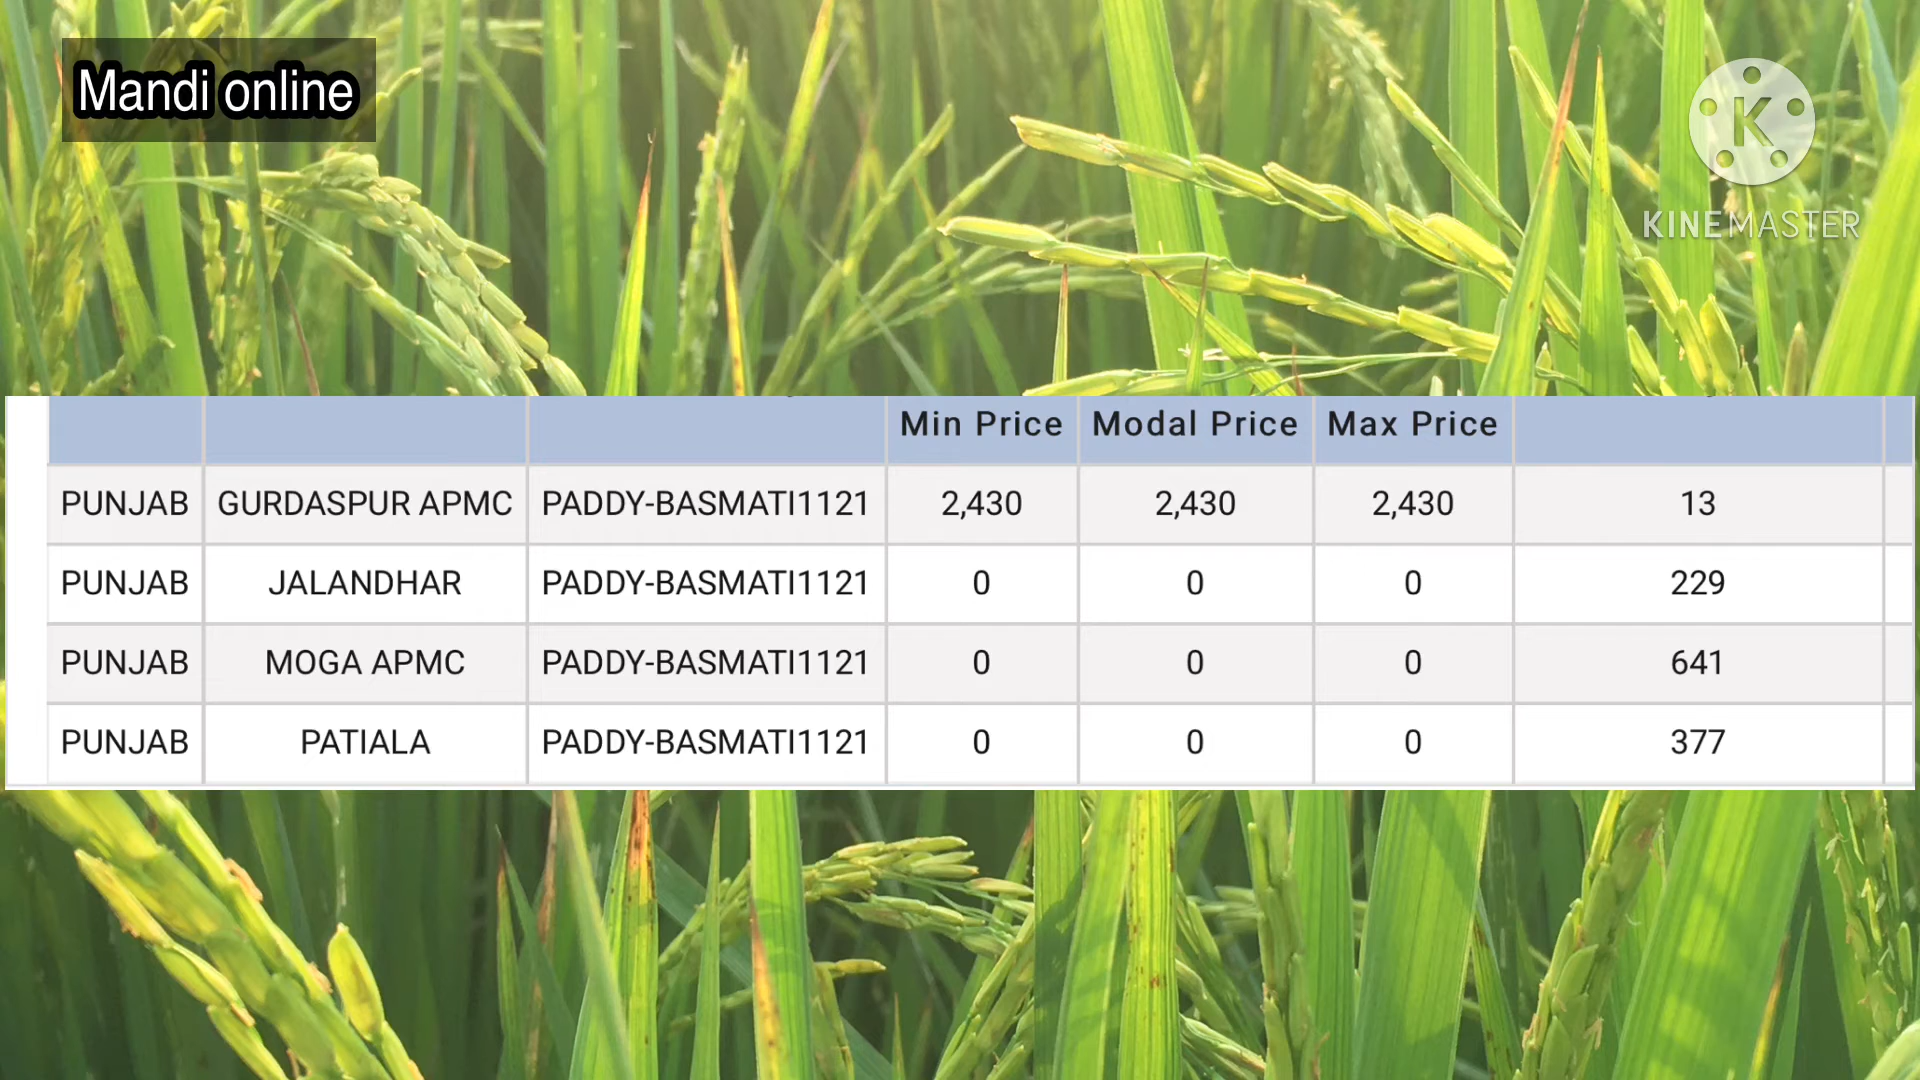 Mandi online
K
KINEMASTER
Min Price Modal Price Max Price
PUNJAB GURDASPUR APMC PADDY-BASMATI1121 2,430 2,430 2,430 13
PUNJAB JALANDHAR PADDY-BASMATI1121 0 0 0 229
PUNJAB MOGA APMC PADDY-BASMATI1121 0 0 0 641
PUNJAB PATIALA PADDY-BASMATI1121 0 0 0 377